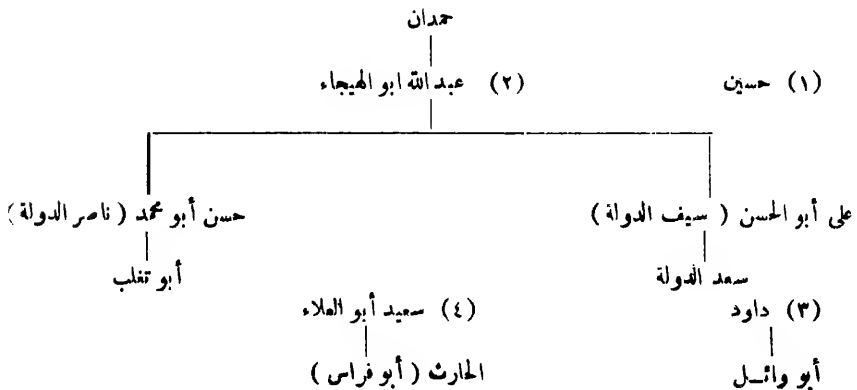 حمدان
(١) حسين (٢) عبد الله ابو الهيجاء
على أبو الحسن ( سيف الدولة ) حسن أبو محمد ( ناصر الدولة )
سعد الدولة أبو تغلب
(٣) داود (٤) سعيد أبو العلاء
أبو وائـل الحارث ( أبو فراس )